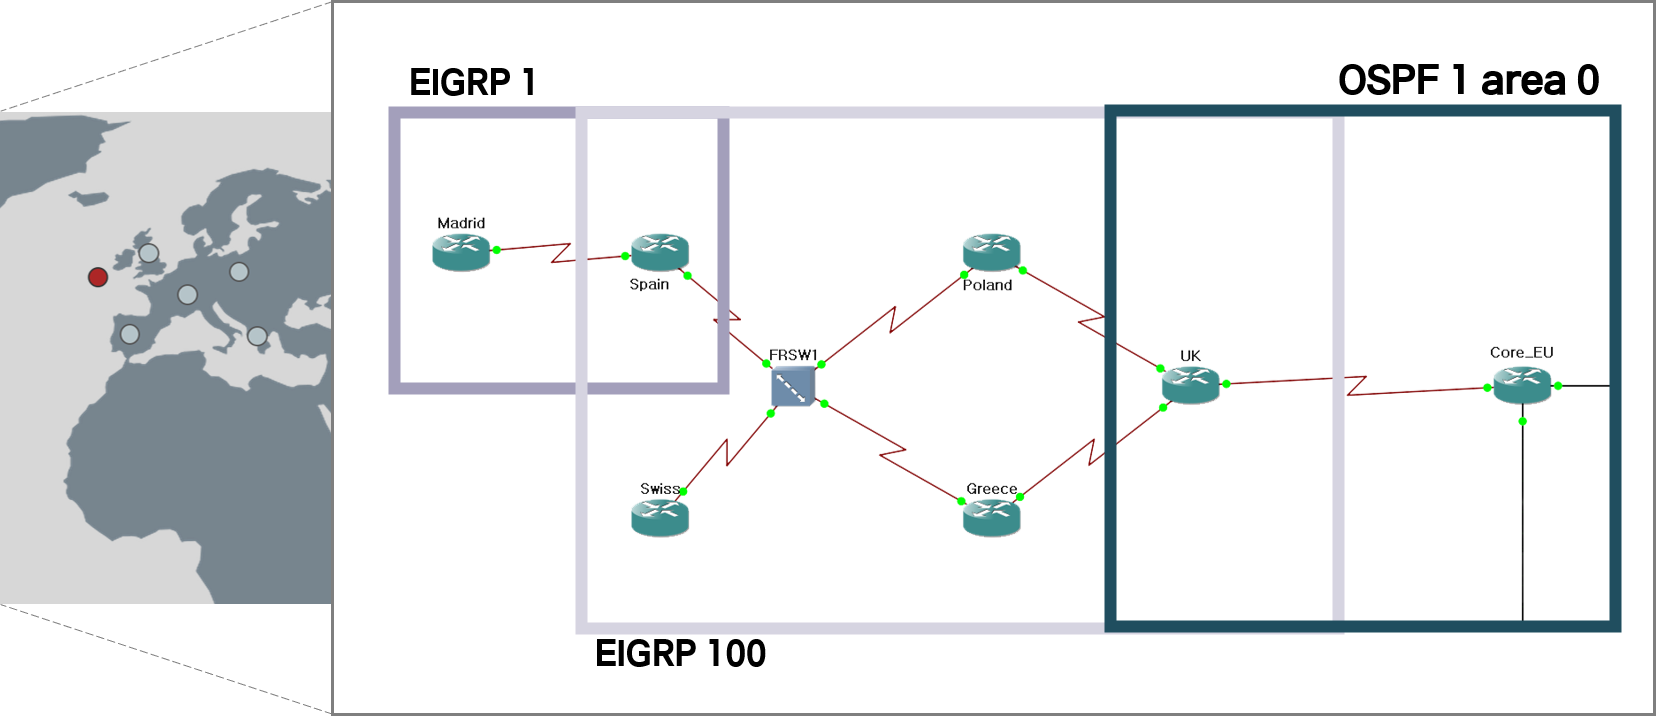 EIGRP 1
OSPF 1 area 0
Madrid
Spain
Poland
FRSW1
UK
Core_EU
Swiss
Greece
EIGRP 100